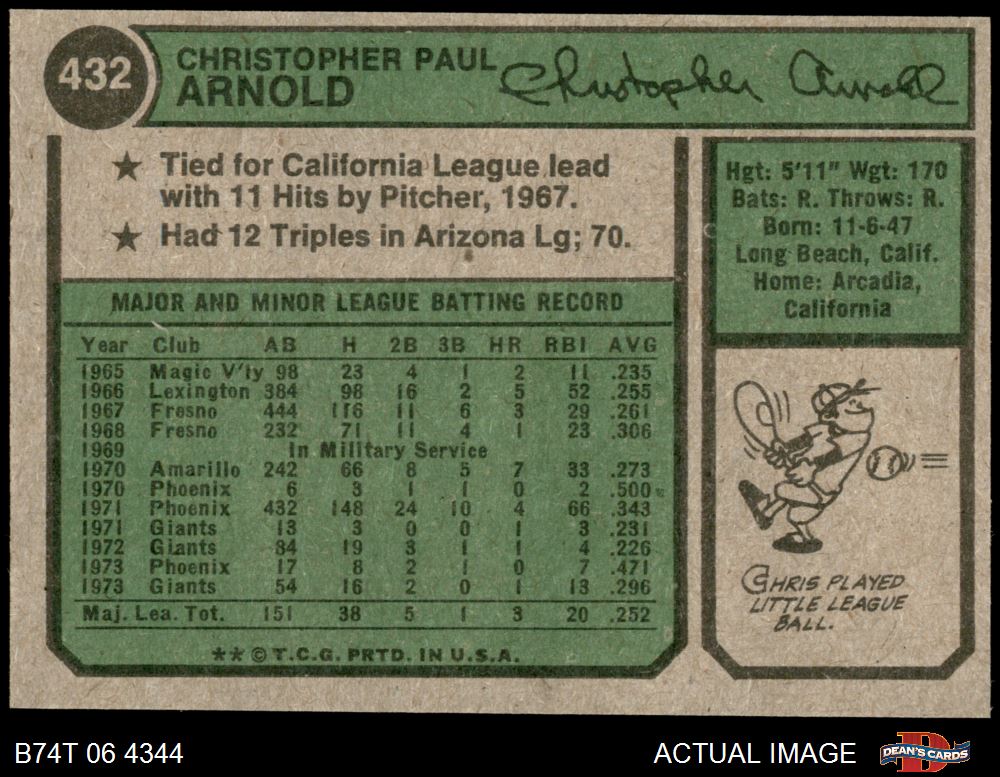 432
CHRISTOPHER PAUL
ARNOLD
Christopher Arnold
★ Tied for California League lead
with 11 Hits by Pitcher, 1967.
★ Had 12 Triples in Arizona Lg; 70.
Hgt: 5'11" Wgt: 170
Bats: R. Throws: R.
Born: 11-6-47
Long Beach, Calif.
Home: Arcadia,
California
MAJOR AND MINOR LEAGUE BATTING RECORD
Year Club AB H 2B 3B HR RBI AVG
1965 Magic V'ly 98 23 4 1 2 11 .235
1966 Lexington 384 98 16 2 5 52 .255
1967 Fresno 444 116 11 6 3 29 .261
1968 Fresno 232 71 11 4 1 23 .306
1969 In Military Service
1970 Amarillo 242 66 8 5 7 33 .273
1970 Phoenix 6 3 1 1 0 2 .500
1971 Phoenix 432 148 24 10 4 66 .343
1971 Giants 13 3 0 0 1 3 .231
1972 Giants 84 19 3 1 1 4 .226
1973 Phoenix 17 8 2 1 0 7 .471
1973 Giants 54 16 2 0 1 13 .296
Maj. Lea. Tot. 151 38 5 1 3 20 .252
★★ © T.C.G. PRTD. IN U.S.A.
CHRIS PLAYED
LITTLE LEAGUE
BALL.
B74T 06 4344
ACTUAL IMAGE
DEAN'S CARDS